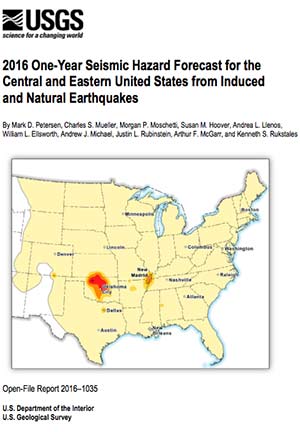 USGS
science for a changing world
2016 One-Year Seismic Hazard Forecast for the
Central and Eastern United States from Induced
and Natural Earthquakes
By Mark D. Petersen, Charles S. Mueller, Morgan P. Moschetti, Susan M. Hoover, Andrea L. Llenos,
William L. Ellsworth, Andrew J. Michael, Justin L. Rubinstein, Arthur F. McGarr, and Kenneth S. Rukstales
Minneapolis
Boston
Lincoln
Columbus
Washington
Denver
New
Madrid
Nashville
Raleigh
Oklahoma
City
Atlanta
Dallas
Austin
New
Orleans
Open-File Report 2016–1035
U.S. Department of the Interior
U.S. Geological Survey